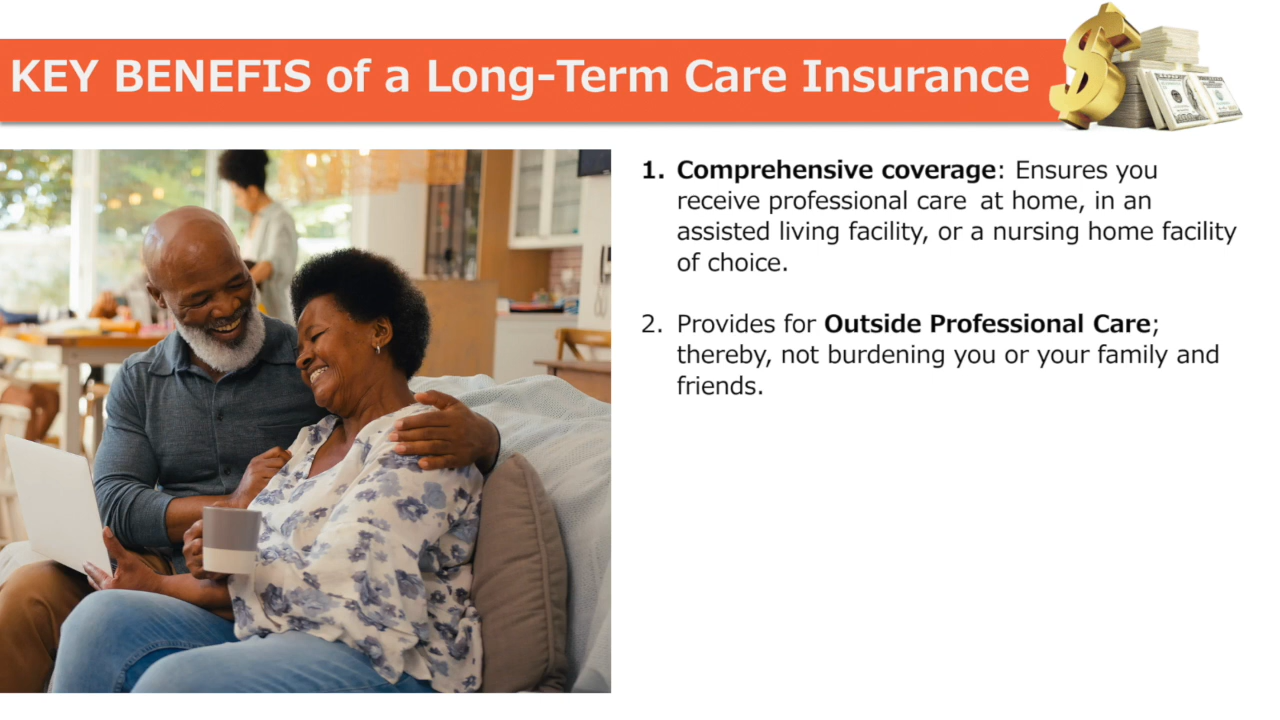 KEY BENEFIS of a Long-Term Care Insurance
1. Comprehensive coverage: Ensures you
receive professional care at home, in an
assisted living facility, or a nursing home facility
of choice.
2. Provides for Outside Professional Care;
thereby, not burdening you or your family and
friends.